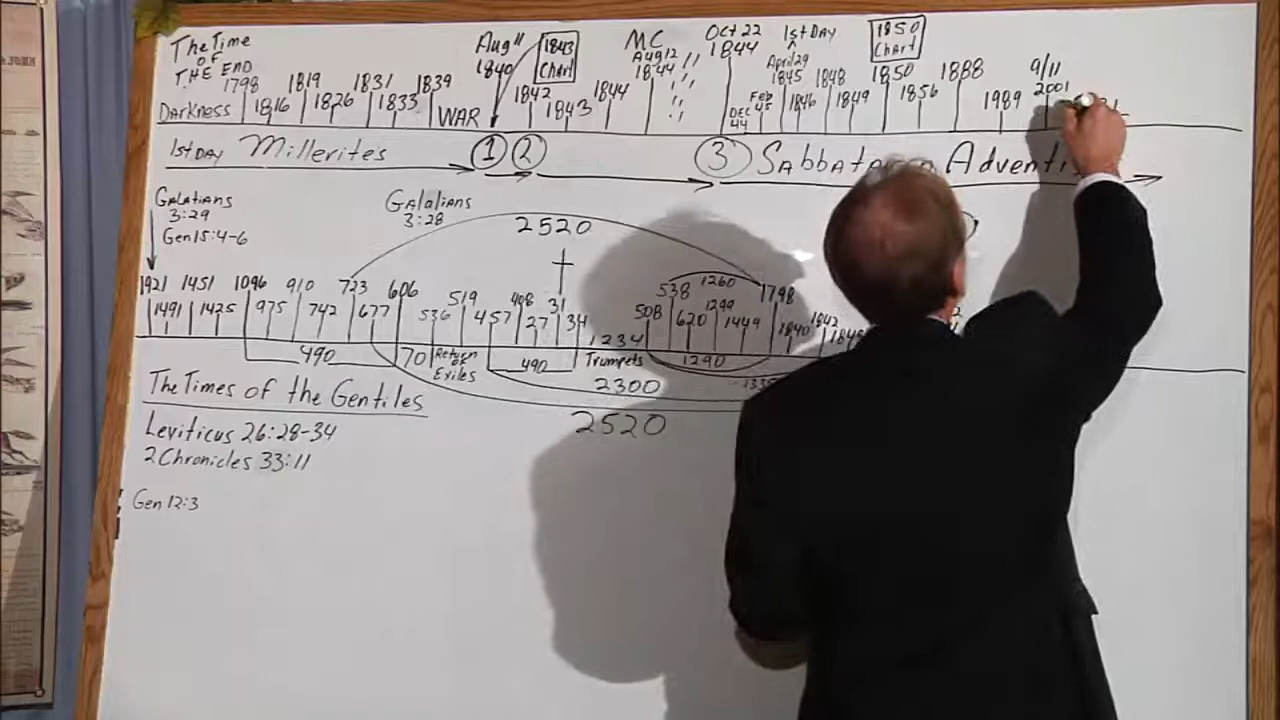 The Time
of
THE END
1798 1819 1831 1839
Darkness 1816 1826 1833 WAR
Aug 11
1840
1843
Chart
1842 1843 1844
MC
Aug 12
1844
Oct 22
1844
DEC
44
Feb
45
1st Day
April 29
1845
1846
1848
1849
1850
Chart
1850
1856
1888
1989
9/11
2001
1st DAY Millerites 1 2 3
Galatians
3:29
Gen 15:4-6
Galatians
3:28
2520
1921 1451 1096 910 723 606 519 408 31 538 1260 1798
1491 1425 975 742 677 536 457 27 34 508 620 1299 1449 1840 1842
1234
490 70 Return
of
Exiles
490 Trumpets 1290
2300
2520
The Times of the Gentiles
Leviticus 26:28-34
2 Chronicles 33:11
Gen 12:3